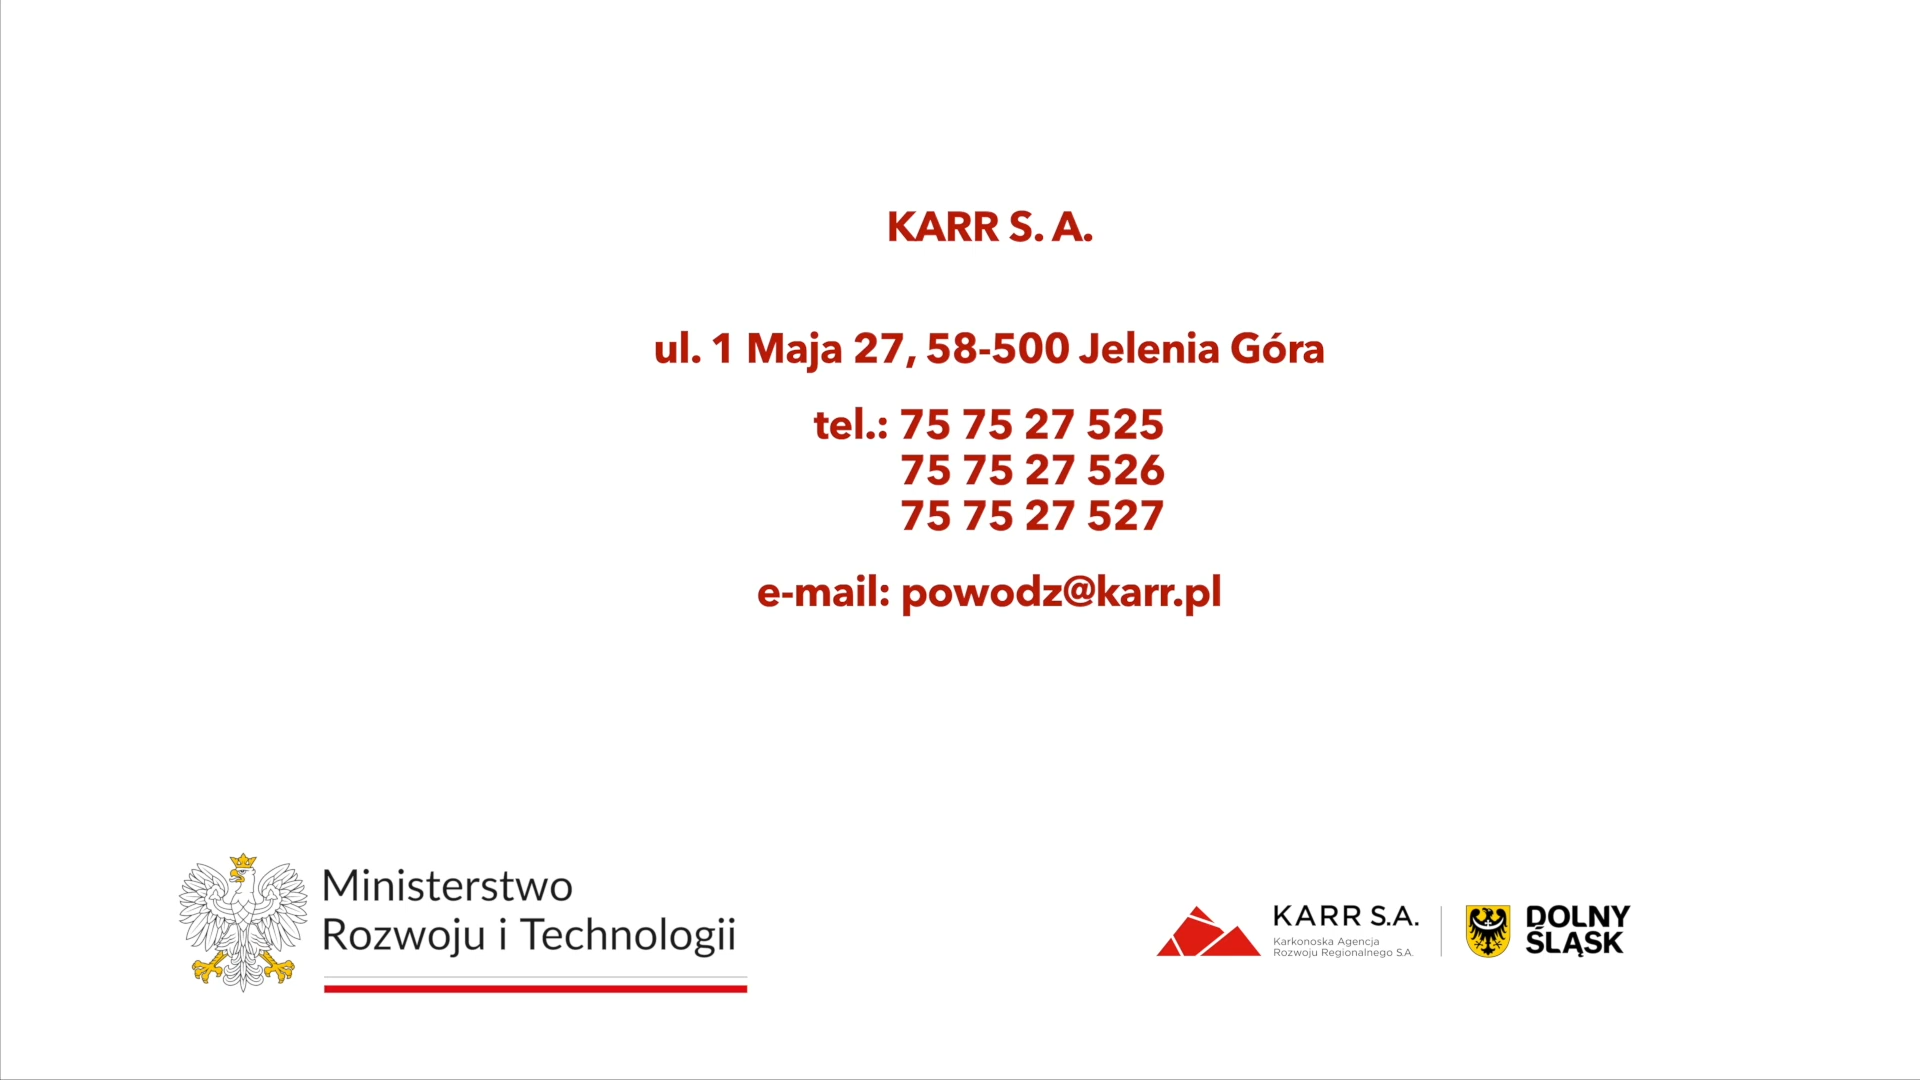 KARR S. A.
ul. 1 Maja 27, 58-500 Jelenia Góra
tel.: 75 75 27 525
75 75 27 526
75 75 27 527
e-mail: powodz@karr.pl
Ministerstwo
Rozwoju i Technologii
KARR S.A.
Karkonoska Agencja
Rozwoju Regionalnego S.A.
DOLNY
ŚLĄSK